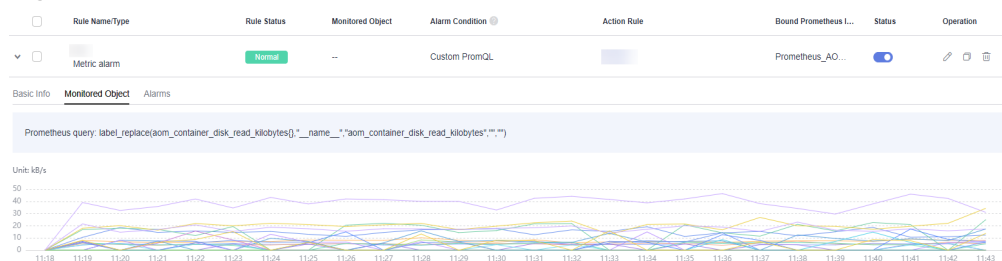 Rule Name/Type Rule Status Monitored Object Alarm Condition Action Rule Bound Prometheus I... Status Operation
Metric alarm Normal -- Custom PromQL Prometheus_AO...
Basic Info Monitored Object Alarms
Prometheus query: label_replace(aom_container_disk_read_kilobytes{},"__name__","aom_container_disk_read_kilobytes","","")
Unit: kB/s
50
40
30
20
10
0
11:18 11:19 11:20 11:21 11:22 11:23 11:24 11:25 11:26 11:27 11:28 11:29 11:30 11:31 11:32 11:33 11:34 11:35 11:36 11:37 11:38 11:39 11:40 11:41 11:42 11:43